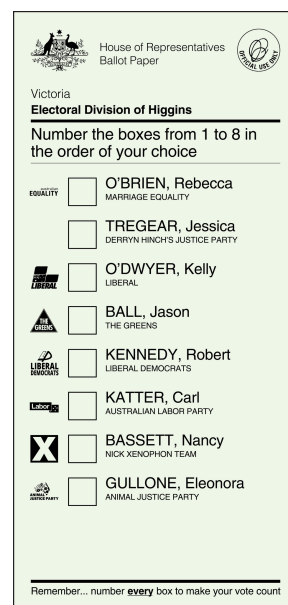 House of Representatives
Ballot Paper
OFFICIAL USE ONLY
Victoria
Electoral Division of Higgins
Number the boxes from 1 to 8 in
the order of your choice
australian
EQUALITY
O'BRIEN, Rebecca
MARRIAGE EQUALITY
TREGEAR, Jessica
DERRYN HINCH'S JUSTICE PARTY
LIBERAL
O'DWYER, Kelly
LIBERAL
THE
GREENS
BALL, Jason
THE GREENS
LIBERAL
DEMOCRATS
KENNEDY, Robert
LIBERAL DEMOCRATS
Labor
KATTER, Carl
AUSTRALIAN LABOR PARTY
X
BASSETT, Nancy
NICK XENOPHON TEAM
ANIMAL
JUSTICE PARTY
GULLONE, Eleonora
ANIMAL JUSTICE PARTY
Remember... number every box to make your vote count